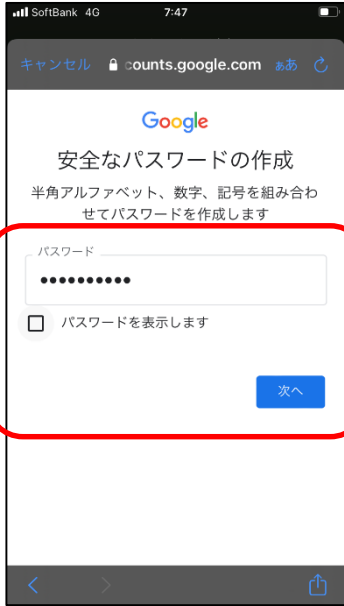 SoftBank 4G 7:47
キャンセル counts.google.com ぁあ
Google
安全なパスワードの作成
半角アルファベット、数字、記号を組み合わ
せてパスワードを作成します
パスワード
••••••••••
パスワードを表示します
次へ